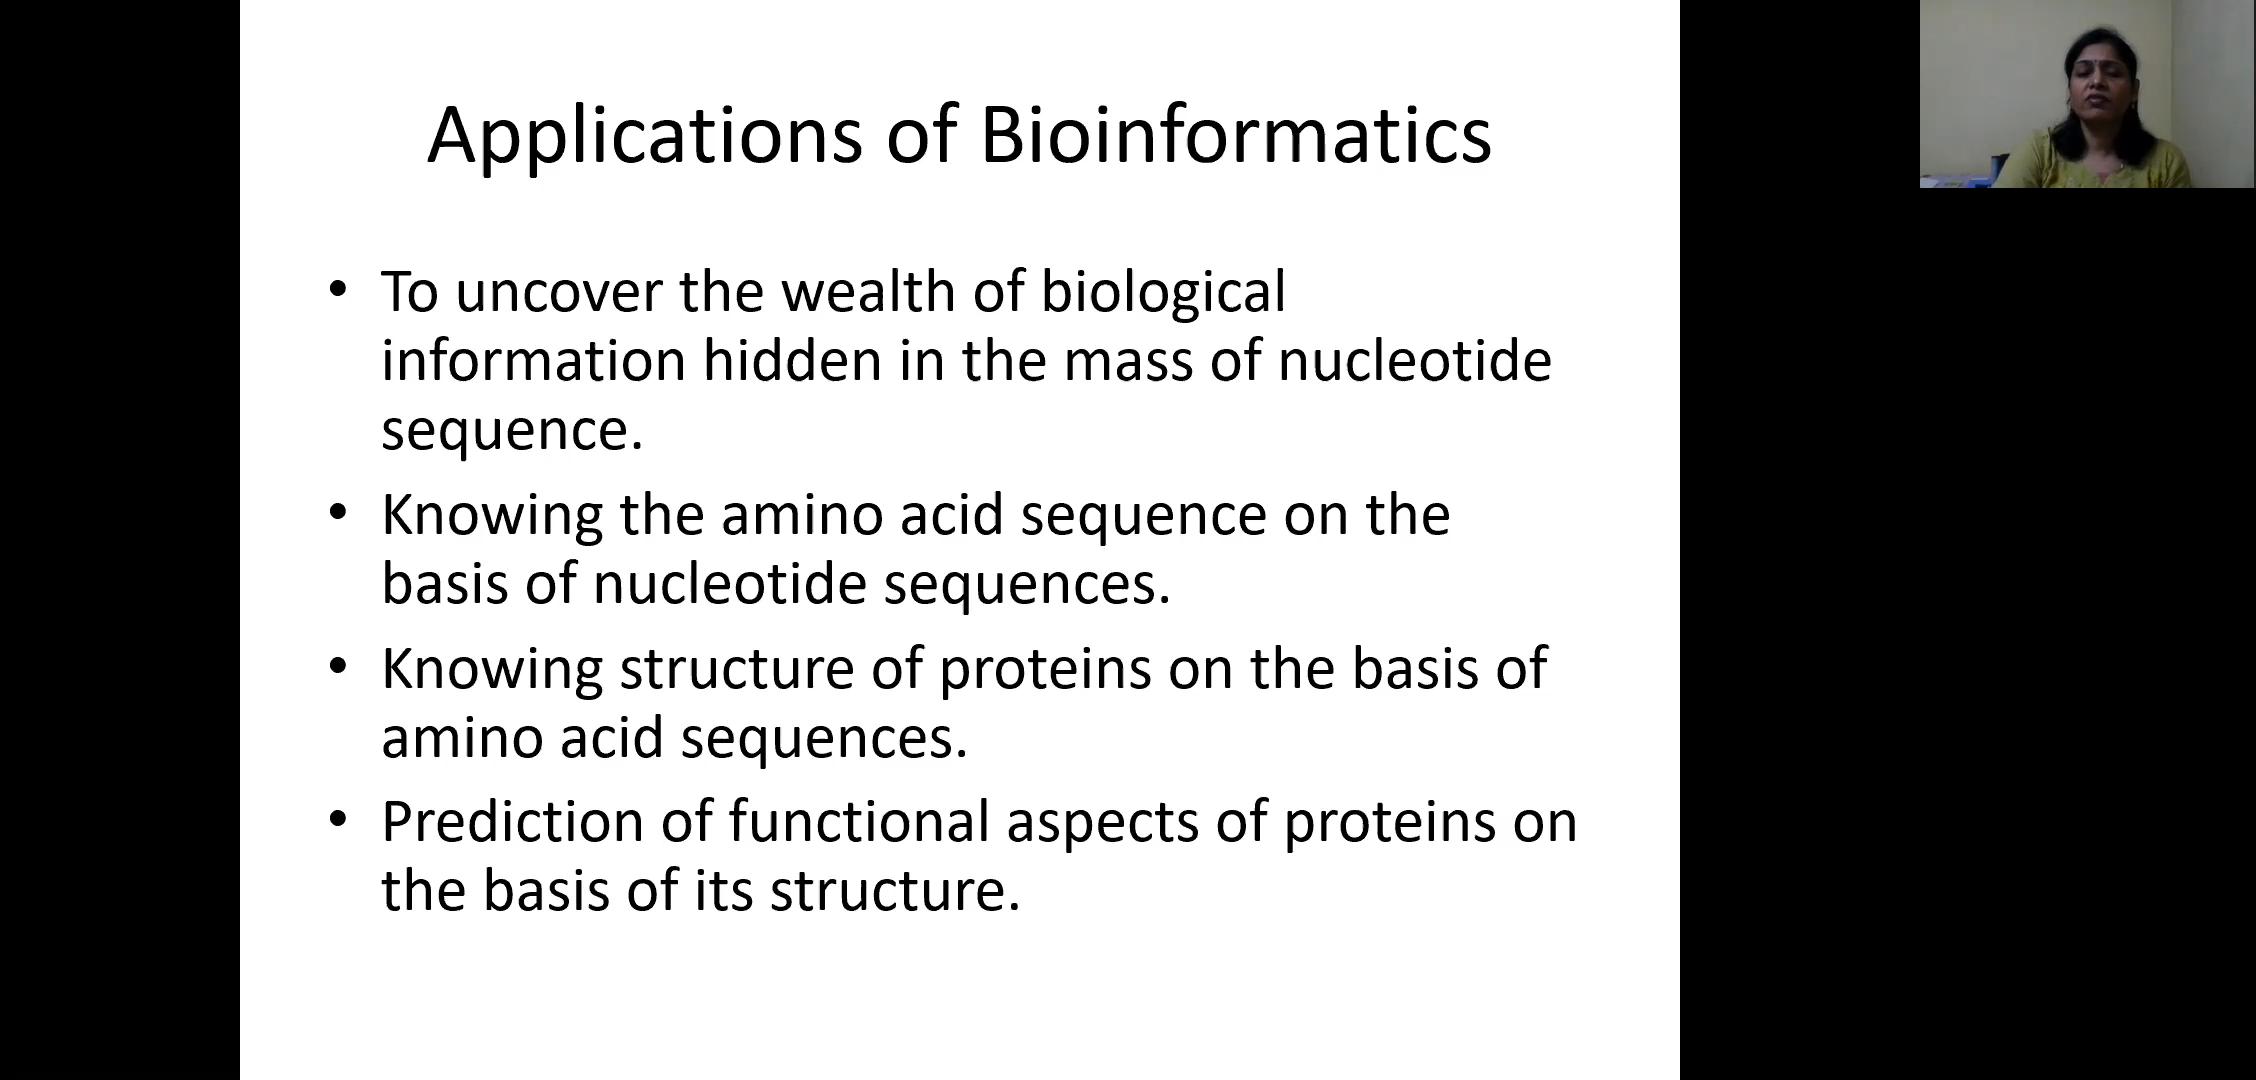 Applications of Bioinformatics
• To uncover the wealth of biological
information hidden in the mass of nucleotide
sequence.
• Knowing the amino acid sequence on the
basis of nucleotide sequences.
• Knowing structure of proteins on the basis of
amino acid sequences.
• Prediction of functional aspects of proteins on
the basis of its structure.